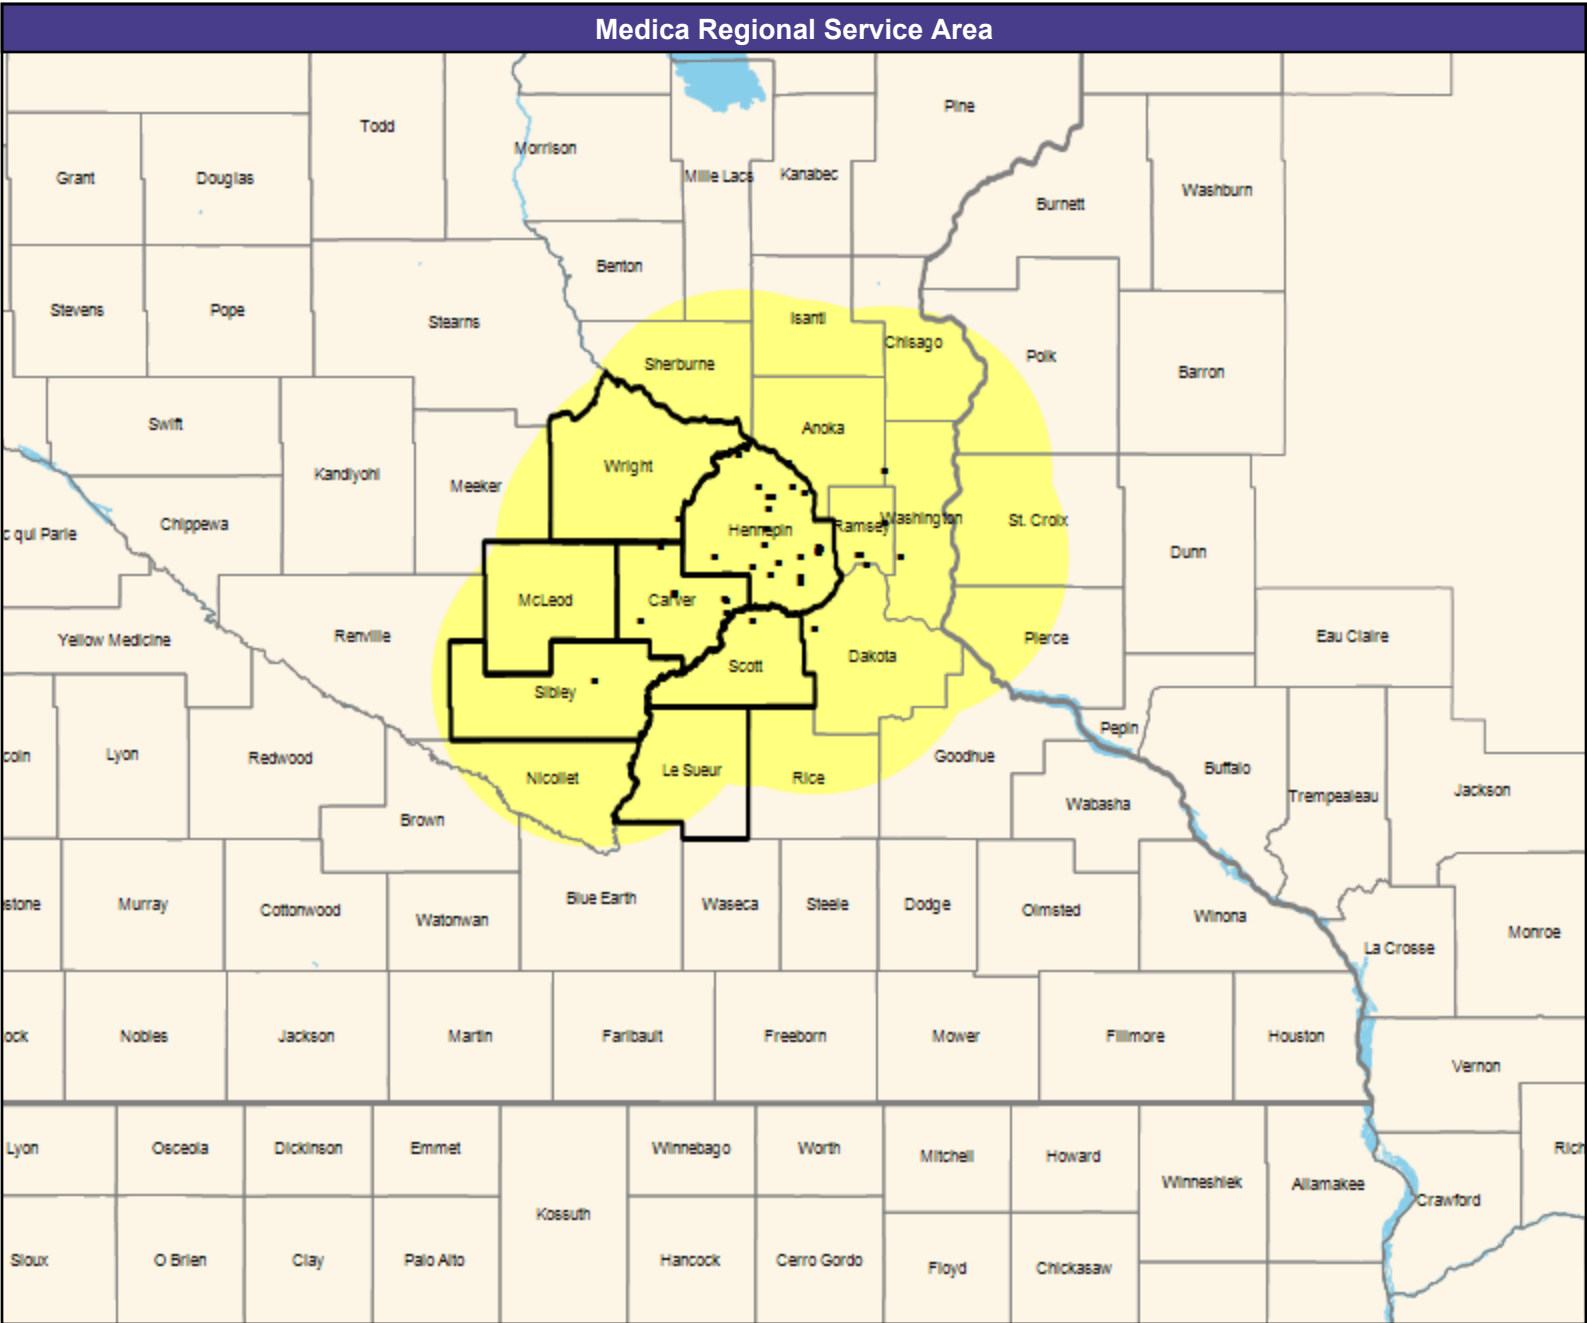 Medica Regional Service Area
Pine
Todd
Morrison
Grant
Douglas
Mille Lacs
Kanabec
Washburn
Burnett
Benton
Stevens
Pope
Stearns
Isanti
Chisago
Polk
Sherburne
Barron
Swift
Anoka
Wright
Kandiyohi
Meeker
Chippewa
c qui Parle
Hennepin
Ramsey
Washington
St. Croix
Dunn
McLeod
Carver
Yellow Medicine
Renville
Pierce
Eau Claire
Dakota
Scott
Sibley
Pepin
coln
Lyon
Redwood
Goodhue
Buffalo
Le Sueur
Nicollet
Rice
Trempealeau
Jackson
Wabasha
Brown
Blue Earth
stone
Murray
Cottonwood
Watonwan
Waseca
Steele
Dodge
Olmsted
Winona
Monroe
La Crosse
ock
Nobles
Jackson
Martin
Faribault
Freeborn
Mower
Fillmore
Houston
Vernon
Lyon
Osceola
Dickinson
Emmet
Winnebago
Worth
Mitchell
Howard
Rich
Winneshiek
Allamakee
Crawford
Kossuth
Sioux
O Brien
Clay
Palo Alto
Hancock
Cerro Gordo
Floyd
Chickasaw